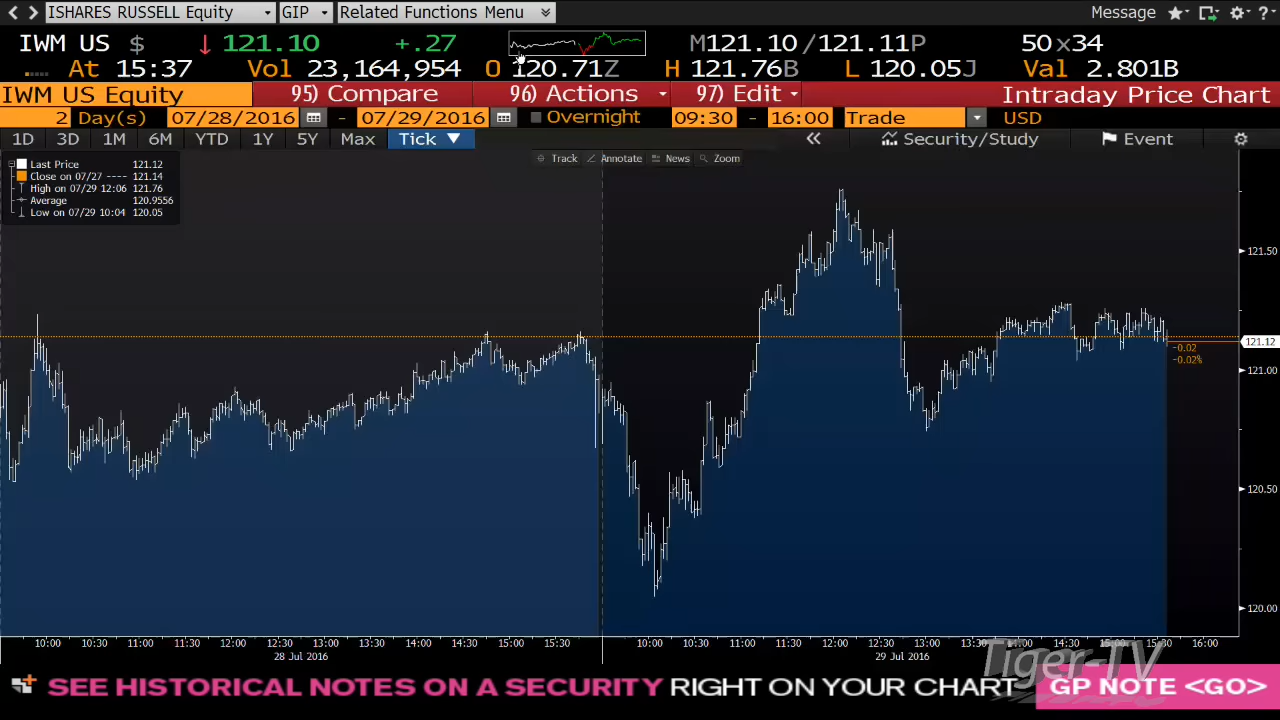 ISHARES RUSSELL Equity GIP Related Functions Menu Message ?
IWM US $ ↓ 121.10 +.27 M121.10/121.11P 50x34
At 15:37 Vol 23,164,954 O 120.71Z H 121.76B L 120.05J Val 2.801B
IWM US Equity 95) Compare 96) Actions 97) Edit Intraday Price Chart
2 Day(s) 07/28/2016 - 07/29/2016 Overnight 09:30 - 16:00 Trade USD
1D 3D 1M 6M YTD 1Y 5Y Max Tick ▼ « Security/Study Event
Track Annotate News Zoom
Last Price 121.12
Close on 07/27 ---- 121.14
High on 07/29 12:06 121.76
Average 120.9556
Low on 07/29 10:04 120.05
121.50
121.12
-0.02
-0.02%
121.00
120.50
120.00
10:00 10:30 11:00 11:30 12:00 12:30 13:00 13:30 14:00 14:30 15:00 15:30 10:00 10:30 11:00 11:30 12:00 12:30 13:00 13:30 14:00 14:30 15:00 15:30 16:00
28 Jul 2016 29 Jul 2016
Tiger-TV
SEE HISTORICAL NOTES ON A SECURITY RIGHT ON YOUR CHART GP NOTE <GO>